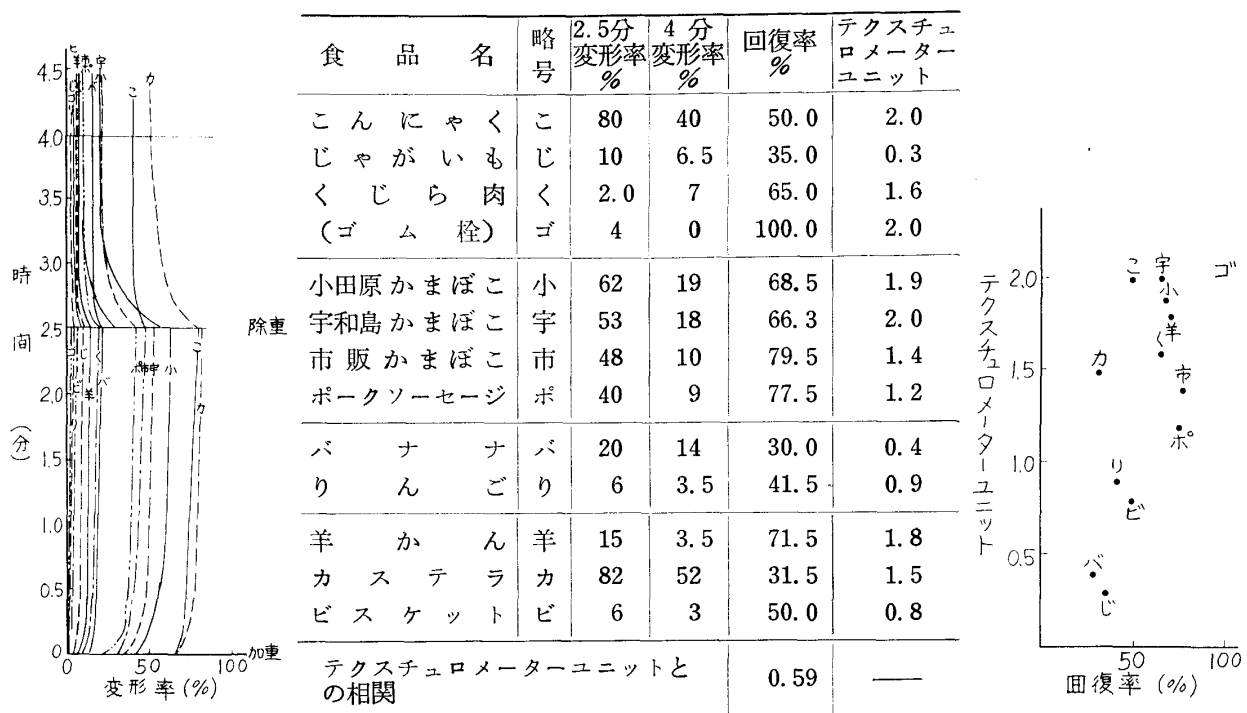 4.5
4.0
3.5
3.0
2.5
2.0
1.5
1.0
0.5
0
時
間
(分)
ビ
羊
ホ
宇
小
カ
こ
除重
こ
小
羊
バ
カ
加重
0
50
100
変形率(%)
食品名 略号 2.5分変形率% 4分変形率% 回復率% テクスチュロメーターユニット
こんにゃく こ 80 40 50.0 2.0
じゃがいも じ 10 6.5 35.0 0.3
くじら肉 く 2.0 7 65.0 1.6
(ゴム栓) ゴ 4 0 100.0 2.0
小田原かまぼこ 小 62 19 68.5 1.9
宇和島かまぼこ 宇 53 18 66.3 2.0
市販かまぼこ 市 48 10 79.5 1.4
ポークソーセージ ポ 40 9 77.5 1.2
バナナ バ 20 14 30.0 0.4
りんご り 6 3.5 41.5 0.9
羊かん 羊 15 3.5 71.5 1.8
カステラ カ 82 52 31.5 1.5
ビスケット ビ 6 3 50.0 0.8
テクスチュロメーターユニットと
の相関 0.59 ——
テクスチュロメーターユニット
2.0
1.5
1.0
0.5
こ
宇
ゴ
小
羊
く
カ
市
ポ
リ
ビ
バ
じ
50
100
回復率(%)